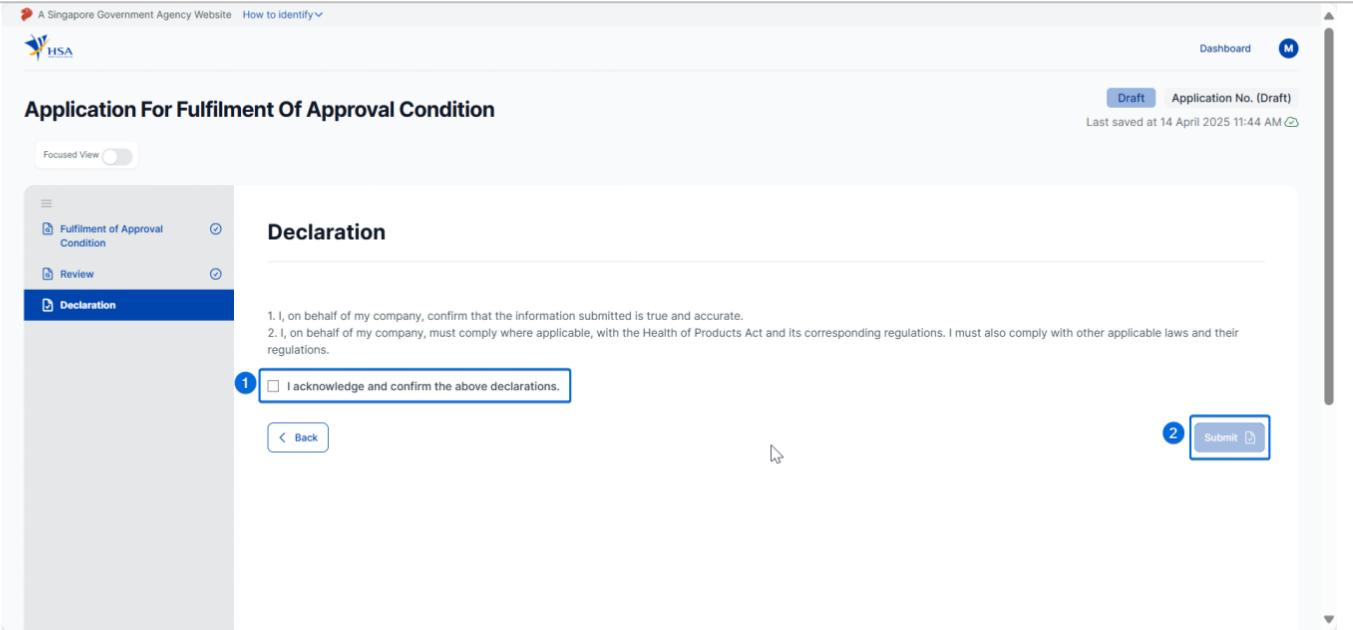 A Singapore Government Agency Website How to identify
HSA
Dashboard M
Application For Fulfilment Of Approval Condition
Draft Application No. (Draft)
Last saved at 14 April 2025 11:44 AM
Focused View
Fulfilment of Approval
Condition
Review
Declaration
Declaration
1. I, on behalf of my company, confirm that the information submitted is true and accurate.
2. I, on behalf of my company, must comply where applicable, with the Health of Products Act and its corresponding regulations. I must also comply with other applicable laws and their
regulations.
1 I acknowledge and confirm the above declarations.
Back
2 Submit